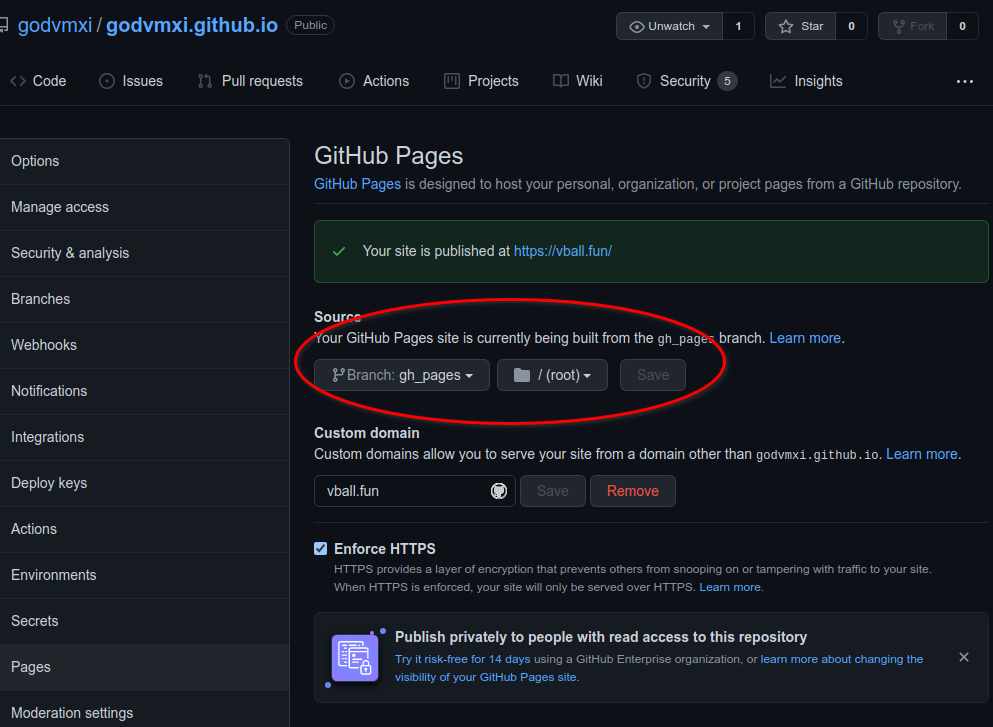 godvmxi / godvmxi.github.io Public Unwatch 1 Star 0 Fork 0
Code Issues Pull requests Actions Projects Wiki Security 5 Insights
Options
Manage access
Security & analysis
Branches
Webhooks
Notifications
Integrations
Deploy keys
Actions
Environments
Secrets
Pages
Moderation settings
GitHub Pages
GitHub Pages is designed to host your personal, organization, or project pages from a GitHub repository.
Your site is published at https://vball.fun/
Source
Your GitHub Pages site is currently being built from the gh_pages branch. Learn more.
Branch: gh_pages / (root) Save
Custom domain
Custom domains allow you to serve your site from a domain other than godvmxi.github.io. Learn more.
vball.fun Save Remove
Enforce HTTPS
HTTPS provides a layer of encryption that prevents others from snooping on or tampering with traffic to your site.
When HTTPS is enforced, your site will only be served over HTTPS. Learn more.
Publish privately to people with read access to this repository
Try it risk-free for 14 days using a GitHub Enterprise organization, or learn more about changing the
visibility of your GitHub Pages site.